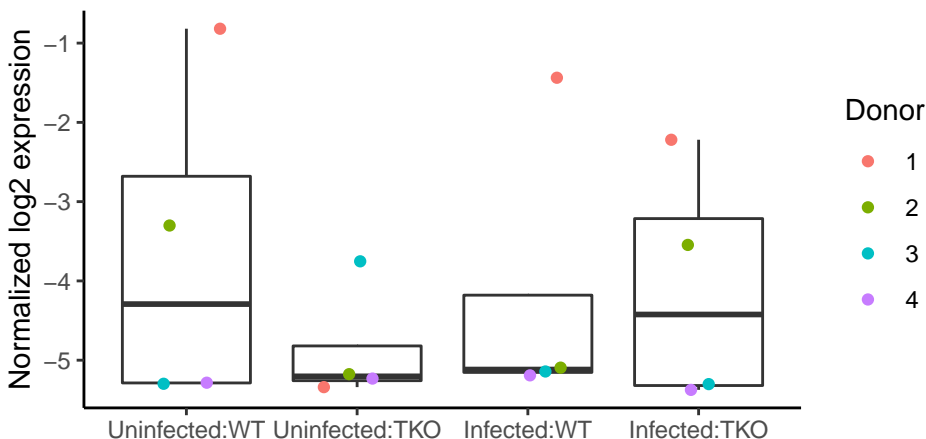 Normalized log2 expression
−1
−2
−3
−4
−5
Uninfected:WT
Uninfected:TKO
Infected:WT
Infected:TKO
Donor
1
2
3
4